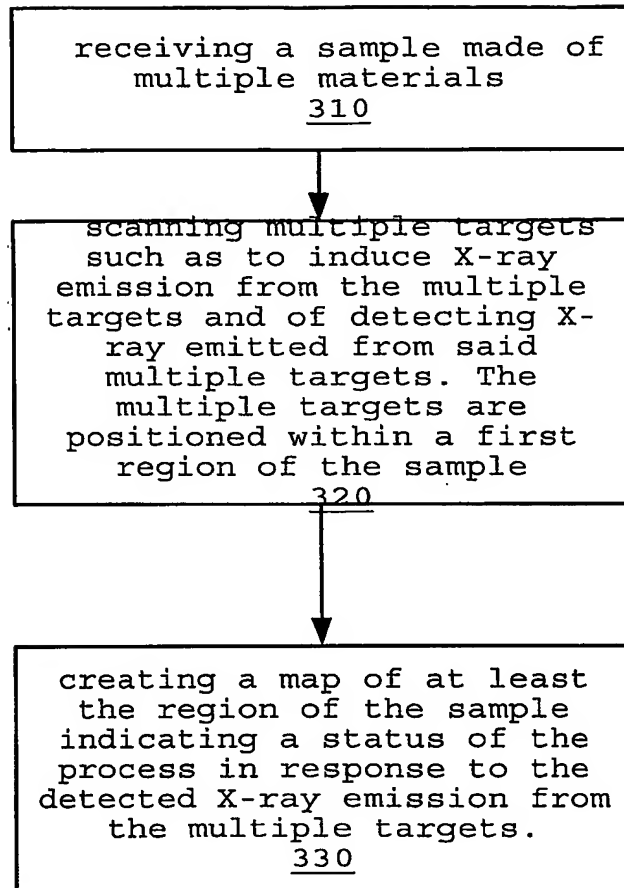 receiving a sample made of
multiple materials
310
scanning multiple targets
such as to induce X-ray
emission from the multiple
targets and of detecting X-
ray emitted from said
multiple targets. The
multiple targets are
positioned within a first
region of the sample
320
creating a map of at least
the region of the sample
indicating a status of the
process in response to the
detected X-ray emission from
the multiple targets.
330